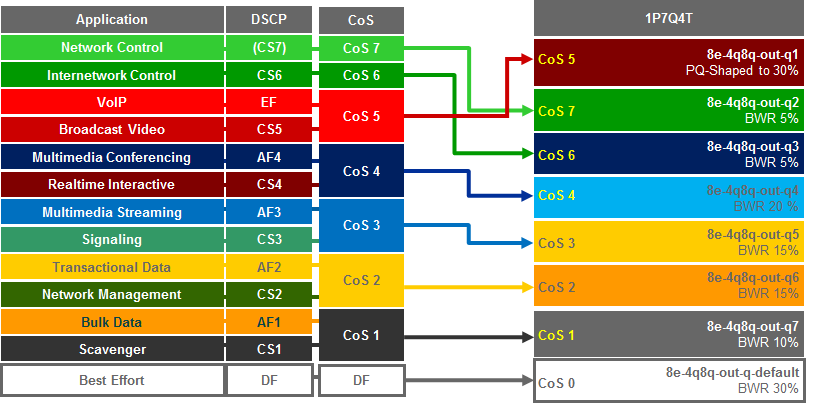 Application DSCP CoS 1P7Q4T
Network Control (CS7) CoS 7
Internetwork Control CS6 CoS 6
VoIP EF CoS 5
Broadcast Video CS5
Multimedia Conferencing AF4 CoS 4
Realtime Interactive CS4
Multimedia Streaming AF3 CoS 3
Signaling CS3
Transactional Data AF2 CoS 2
Network Management CS2
Bulk Data AF1 CoS 1
Scavenger CS1
Best Effort DF DF
CoS 5 8e-4q8q-out-q1
PQ-Shaped to 30%
CoS 7 8e-4q8q-out-q2
BWR 5%
CoS 6 8e-4q8q-out-q3
BWR 5%
CoS 4 8e-4q8q-out-q4
BWR 20 %
CoS 3 8e-4q8q-out-q5
BWR 15%
CoS 2 8e-4q8q-out-q6
BWR 15%
CoS 1 8e-4q8q-out-q7
BWR 10%
CoS 0 8e-4q8q-out-q-default
BWR 30%